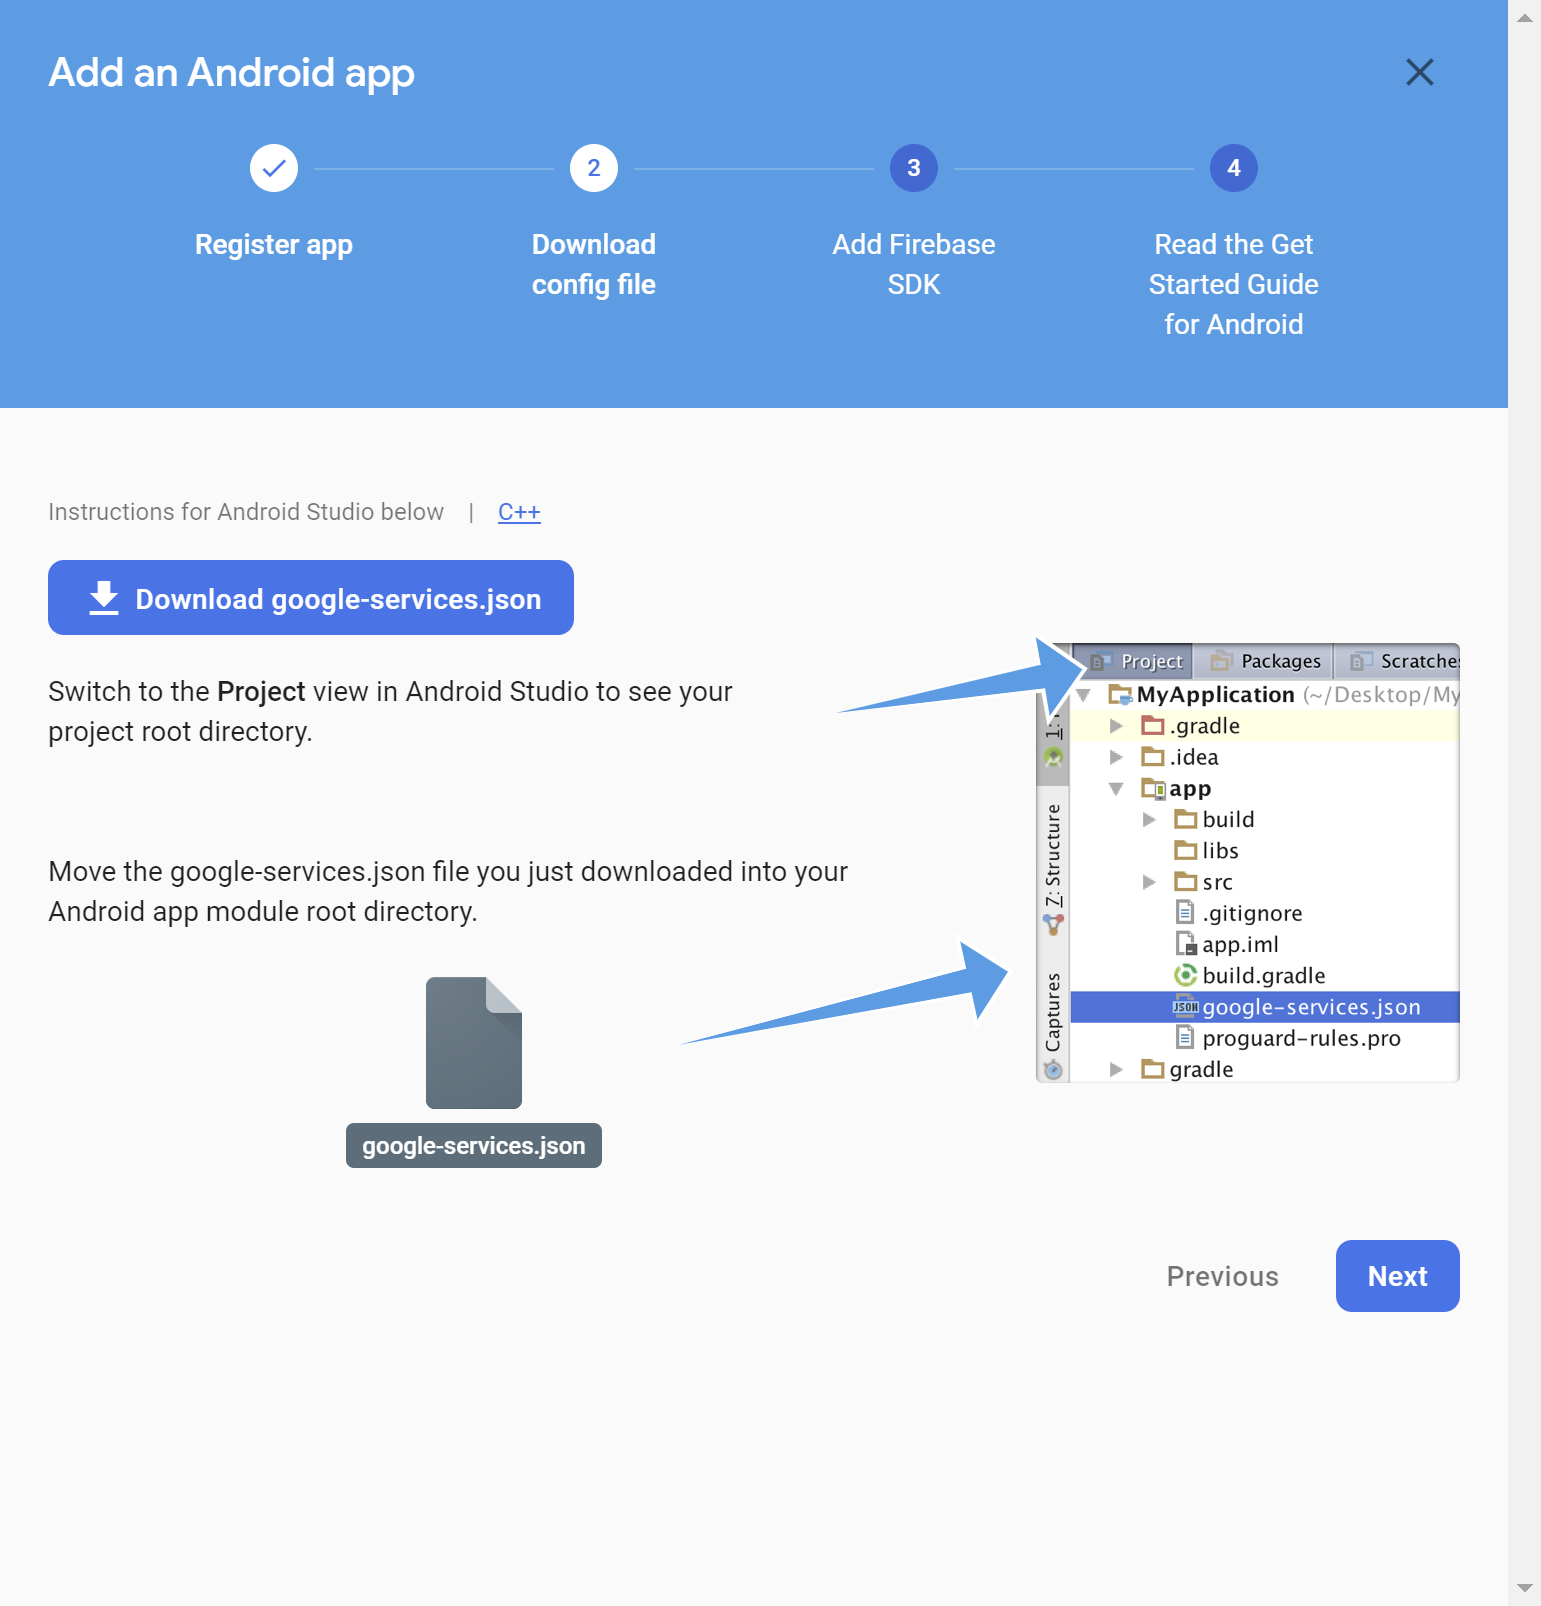 Add an Android app
2
3
4
Register app
Download
config file
Add Firebase
SDK
Read the Get
Started Guide
for Android
Instructions for Android Studio below | C++
Download google-services.json
Switch to the Project view in Android Studio to see your
project root directory.
Move the google-services.json file you just downloaded into your
Android app module root directory.
google-services.json
Project
Packages
Scratches
MyApplication (~/Desktop/My
.gradle
.idea
app
build
libs
src
.gitignore
app.iml
build.gradle
JSON google-services.json
proguard-rules.pro
gradle
1:
7: Structure
Captures
Previous
Next